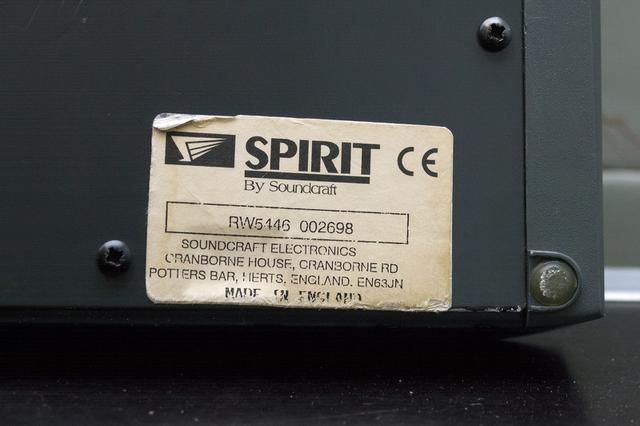 SPIRIT CE
By Soundcraft
RW5446 002698
SOUNDCRAFT ELECTRONICS
CRANBORNE HOUSE, CRANBORNE RD
POTTERS BAR, HERTS, ENGLAND. EN63JN
MADE IN ENGLAND